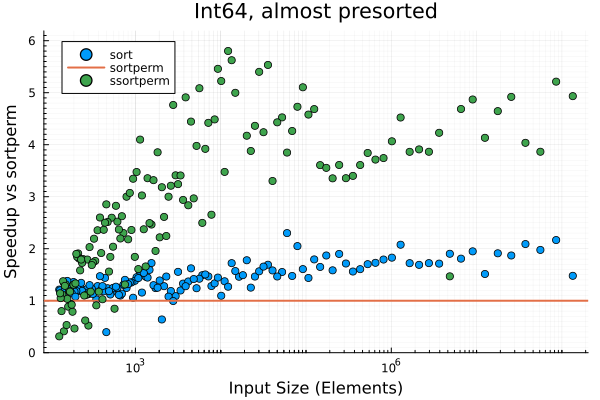 Int64, almost presorted
sort
sortperm
ssortperm
Speedup vs sortperm
6
5
4
3
2
1
0
10³
10⁶
Input Size (Elements)